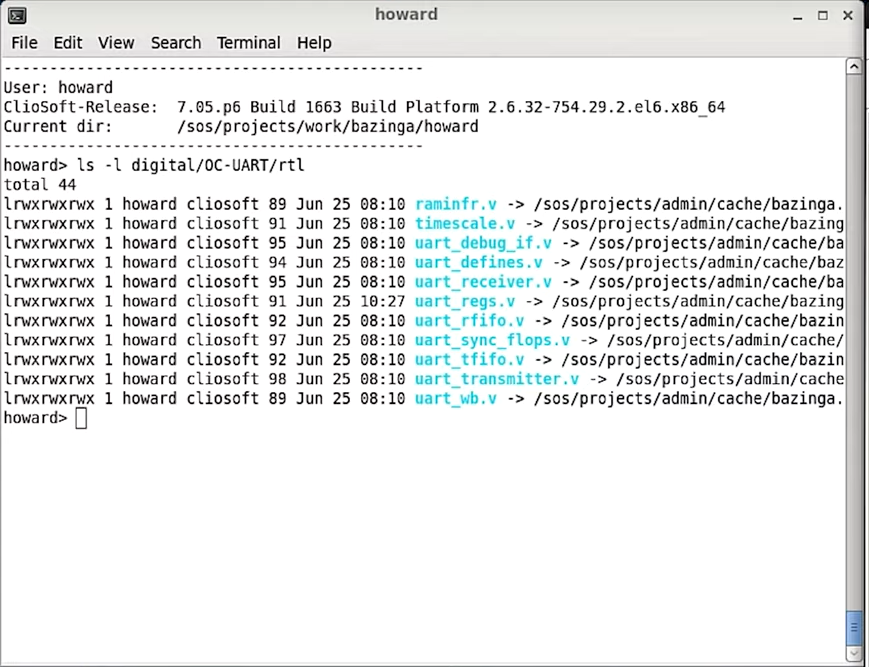 howard
File Edit View Search Terminal Help
----------------------------------------------
User: howard
ClioSoft-Release:  7.05.p6 Build 1663 Build Platform 2.6.32-754.29.2.el6.x86_64
Current dir:       /sos/projects/work/bazinga/howard
----------------------------------------------
howard> ls -l digital/OC-UART/rtl
total 44
lrwxrwxrwx 1 howard cliosoft 89 Jun 25 08:10 raminfr.v -> /sos/projects/admin/cache/bazinga.
lrwxrwxrwx 1 howard cliosoft 91 Jun 25 08:10 timescale.v -> /sos/projects/admin/cache/bazing
lrwxrwxrwx 1 howard cliosoft 95 Jun 25 08:10 uart_debug_if.v -> /sos/projects/admin/cache/ba
lrwxrwxrwx 1 howard cliosoft 94 Jun 25 08:10 uart_defines.v -> /sos/projects/admin/cache/baz
lrwxrwxrwx 1 howard cliosoft 95 Jun 25 08:10 uart_receiver.v -> /sos/projects/admin/cache/ba
lrwxrwxrwx 1 howard cliosoft 91 Jun 25 10:27 uart_regs.v -> /sos/projects/admin/cache/bazing
lrwxrwxrwx 1 howard cliosoft 92 Jun 25 08:10 uart_rfifo.v -> /sos/projects/admin/cache/bazin
lrwxrwxrwx 1 howard cliosoft 97 Jun 25 08:10 uart_sync_flops.v -> /sos/projects/admin/cache/
lrwxrwxrwx 1 howard cliosoft 92 Jun 25 08:10 uart_tfifo.v -> /sos/projects/admin/cache/bazin
lrwxrwxrwx 1 howard cliosoft 98 Jun 25 08:10 uart_transmitter.v -> /sos/projects/admin/cache
lrwxrwxrwx 1 howard cliosoft 89 Jun 25 08:10 uart_wb.v -> /sos/projects/admin/cache/bazinga.
howard>